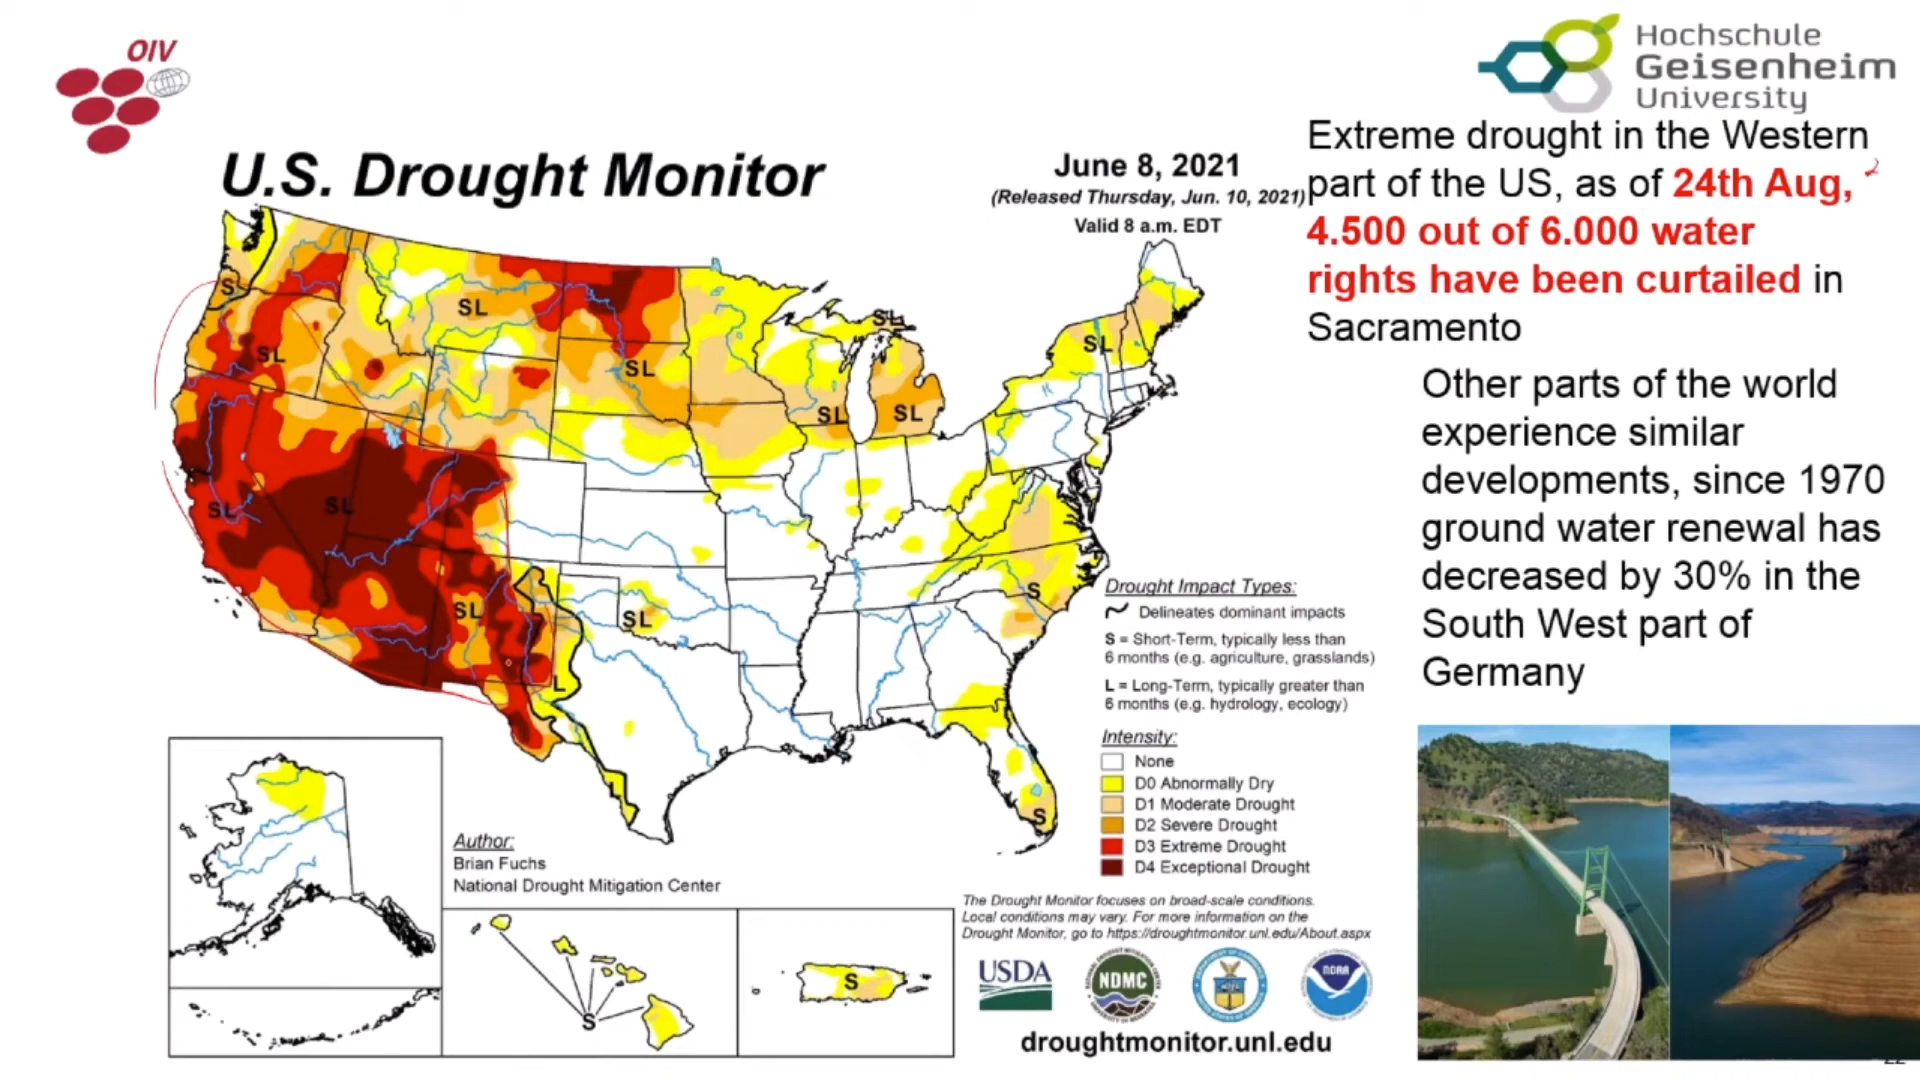 OIV
Hochschule
Geisenheim
University
U.S. Drought Monitor
June 8, 2021
(Released Thursday, Jun. 10, 2021)
Valid 8 a.m. EDT
Extreme drought in the Western
part of the US, as of 24th Aug,
4.500 out of 6.000 water
rights have been curtailed in
Sacramento
Other parts of the world
experience similar
developments, since 1970
ground water renewal has
decreased by 30% in the
South West part of
Germany
S
SL
SL
SL
SL
SL
SL
SL
SL
SL
SL
SL
S
L
L
S
Drought Impact Types:
Delineates dominant impacts
S = Short-Term, typically less than
6 months (e.g. agriculture, grasslands)
L = Long-Term, typically greater than
6 months (e.g. hydrology, ecology)
Intensity:
None
D0 Abnormally Dry
D1 Moderate Drought
D2 Severe Drought
D3 Extreme Drought
D4 Exceptional Drought
Author:
Brian Fuchs
National Drought Mitigation Center
S
S
The Drought Monitor focuses on broad-scale conditions.
Local conditions may vary. For more information on the
Drought Monitor, go to https://droughtmonitor.unl.edu/About.aspx
USDA
NDMC
NOAA
droughtmonitor.unl.edu